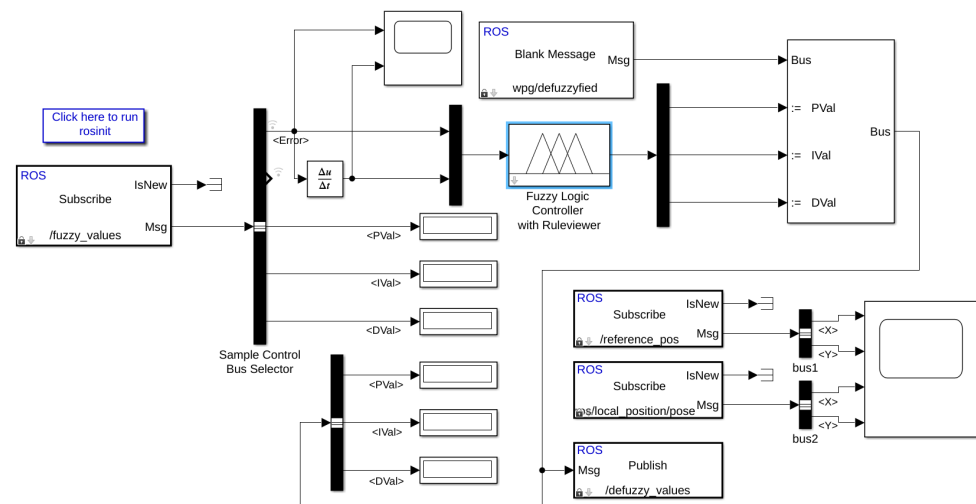 Click here to run
rosinit
ROS
Subscribe
/fuzzy_values
IsNew
Msg
<Error>
Δu
Δt
<PVal>
<IVal>
<DVal>
Sample Control
Bus Selector
<PVal>
<IVal>
<DVal>
ROS
Blank Message
wpg/defuzzyfied
Msg
Fuzzy Logic
Controller
with Ruleviewer
Bus
:= PVal
:= IVal
:= DVal
Bus
ROS
Subscribe
/reference_pos
IsNew
Msg
<X>
<Y>
bus1
ROS
Subscribe
os/local_position/pose
IsNew
Msg
<X>
<Y>
bus2
ROS
Msg
Publish
/defuzzy_values